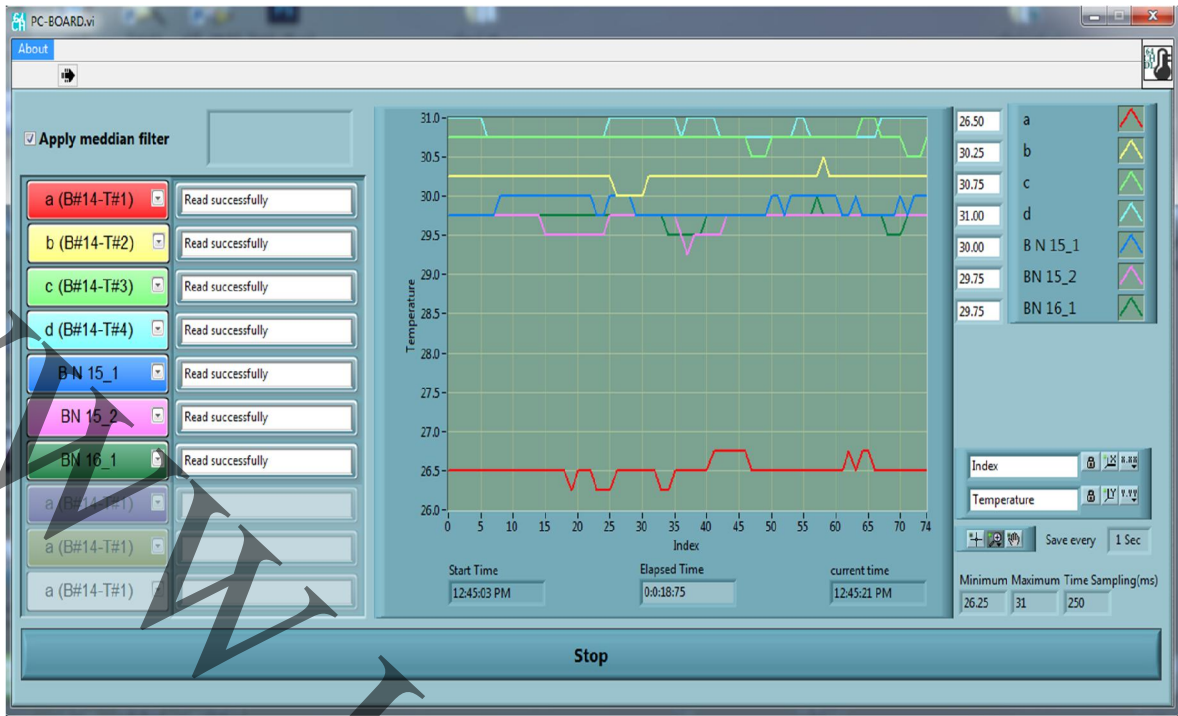 PC-BOARD.vi
About
Apply meddian filter
a (B#14-T#1) Read successfully
b (B#14-T#2) Read successfully
c (B#14-T#3) Read successfully
d (B#14-T#4) Read successfully
B N 15_1 Read successfully
BN 15_2 Read successfully
BN 16_1 Read successfully
a (B#14-T#1)
a (B#14-T#1)
a (B#14-T#1)
Temperature
31.0
30.5
30.0
29.5
29.0
28.5
28.0
27.5
27.0
26.5
26.0
0 5 10 15 20 25 30 35 40 45 50 55 60 65 70 74
Index
Start Time Elapsed Time current time
12:45:03 PM 0:0:18:75 12:45:21 PM
26.50 a
30.25 b
30.75 c
31.00 d
30.00 B N 15_1
29.75 BN 15_2
29.75 BN 16_1
Index
Temperature
Save every 1 Sec
Minimum Maximum Time Sampling(ms)
26.25 31 250
Stop